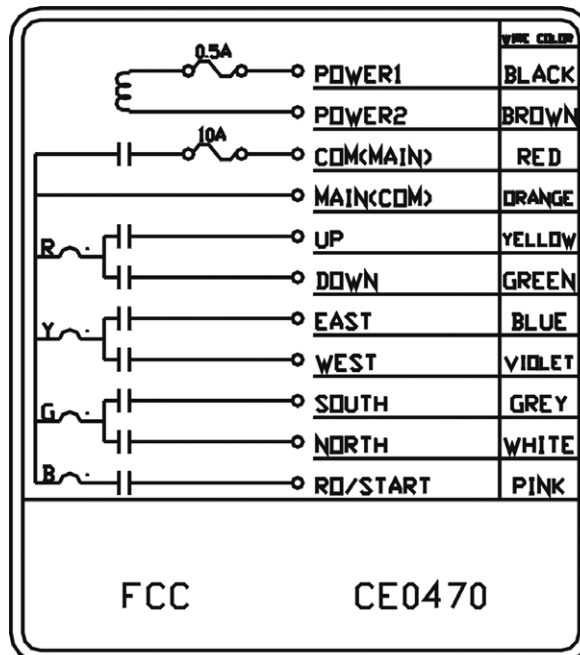 WIRE COLOR
0.5A
POWER1 BLACK
POWER2 BROWN
10A
COM(MAIN) RED
MAIN(COM) ORANGE
UP YELLOW
R
DOWN GREEN
EAST BLUE
Y
WEST VIOLET
SOUTH GREY
G
NORTH WHITE
B RO/START PINK
FCC CE0470